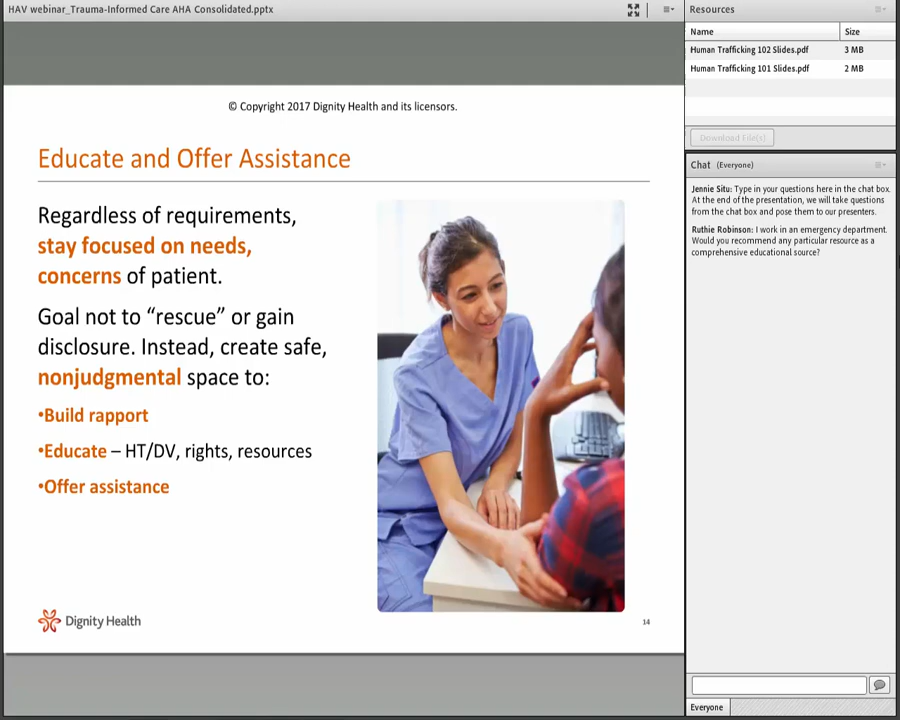 HAV webinar_Trauma-Informed Care AHA Consolidated.pptx
© Copyright 2017 Dignity Health and its licensors.
Educate and Offer Assistance
Regardless of requirements,
stay focused on needs,
concerns of patient.
Goal not to “rescue” or gain
disclosure. Instead, create safe,
nonjudgmental space to:
•Build rapport
•Educate – HT/DV, rights, resources
•Offer assistance
Dignity Health
14
Resources
Name Size
Human Trafficking 102 Slides.pdf 3 MB
Human Trafficking 101 Slides.pdf 2 MB
Download File(s)
Chat (Everyone)
Jennie Situ: Type in your questions here in the chat box.
At the end of the presentation, we will take questions
from the chat box and pose them to our presenters.
Ruthie Robinson: I work in an emergency department.
Would you recommend any particular resource as a
comprehensive educational source?
Everyone